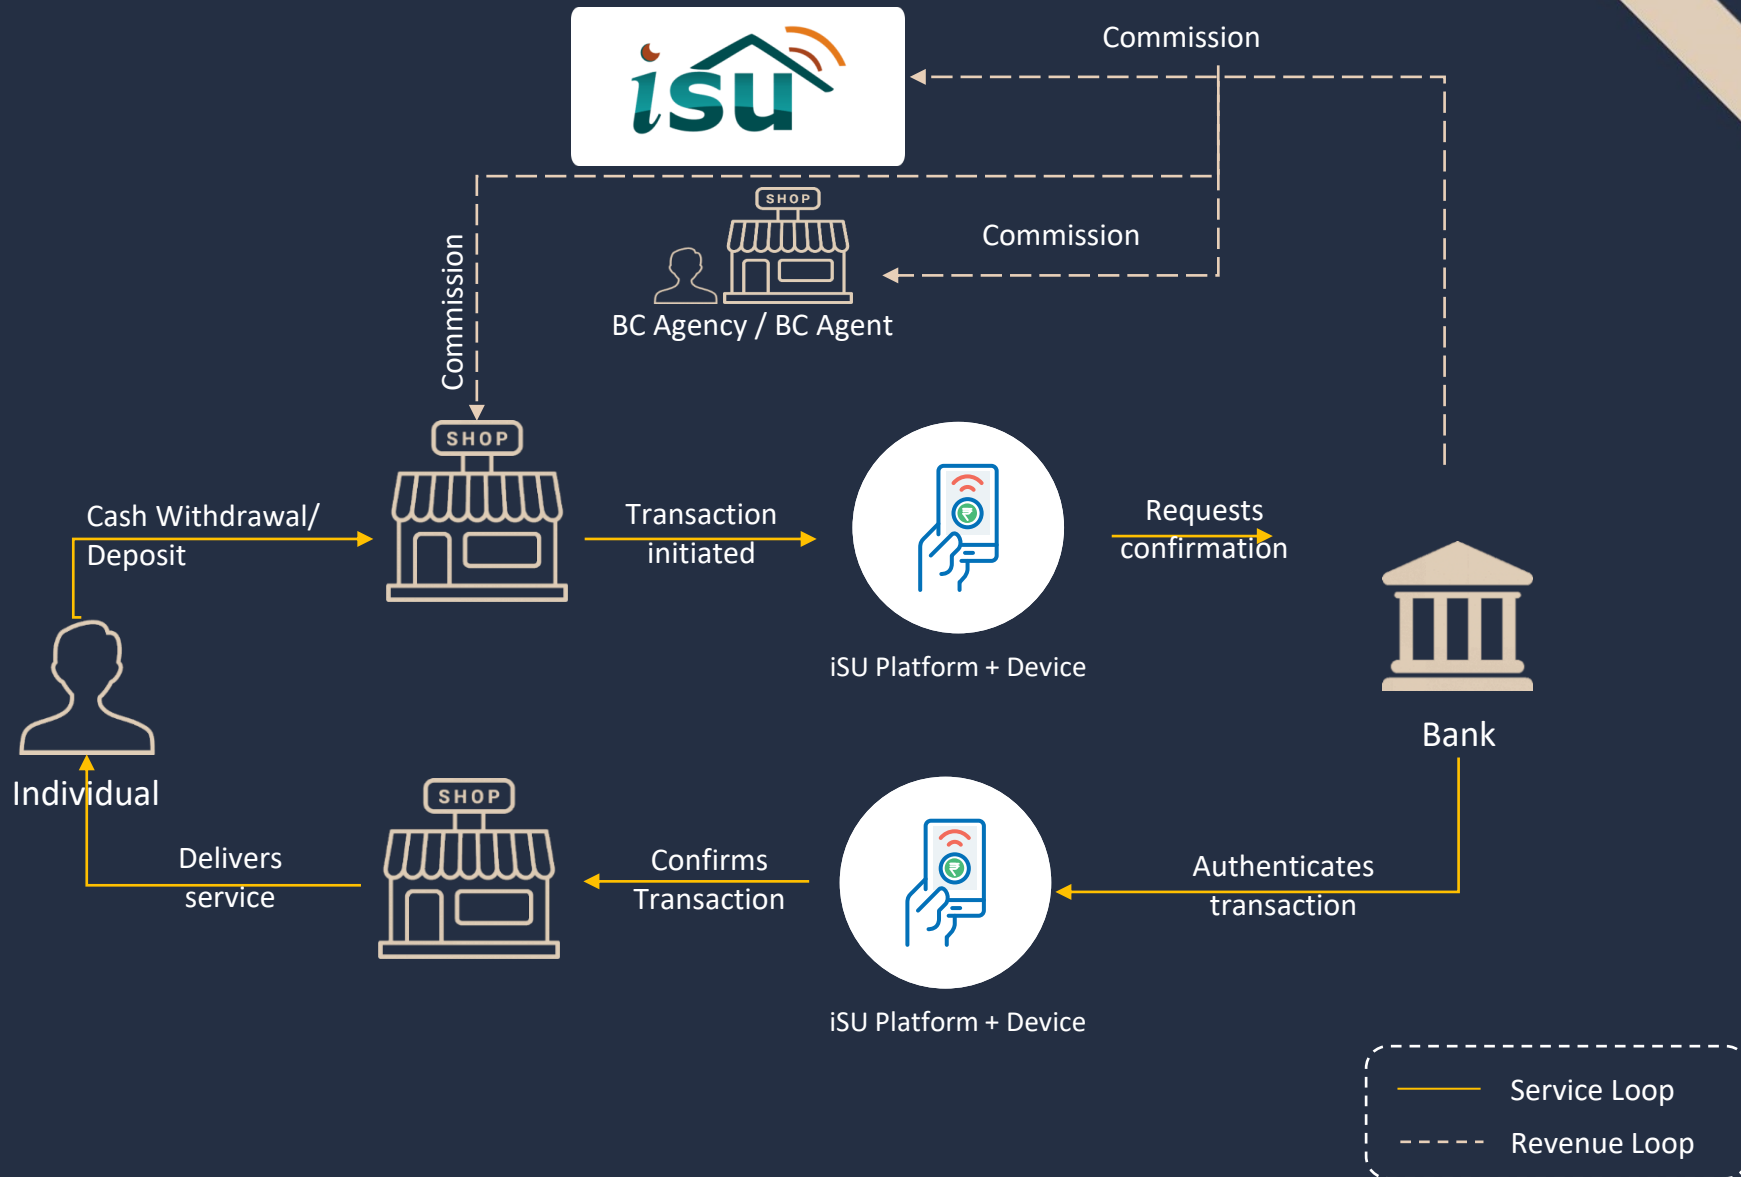 isu
Commission
SHOP
Commission
Commission
BC Agency / BC Agent
SHOP
Cash Withdrawal/
Deposit
Transaction
initiated
₹
Requests
confirmation
iSU Platform + Device
Bank
Individual
SHOP
Delivers
service
Confirms
Transaction
₹
Authenticates
transaction
iSU Platform + Device
Service Loop
Revenue Loop